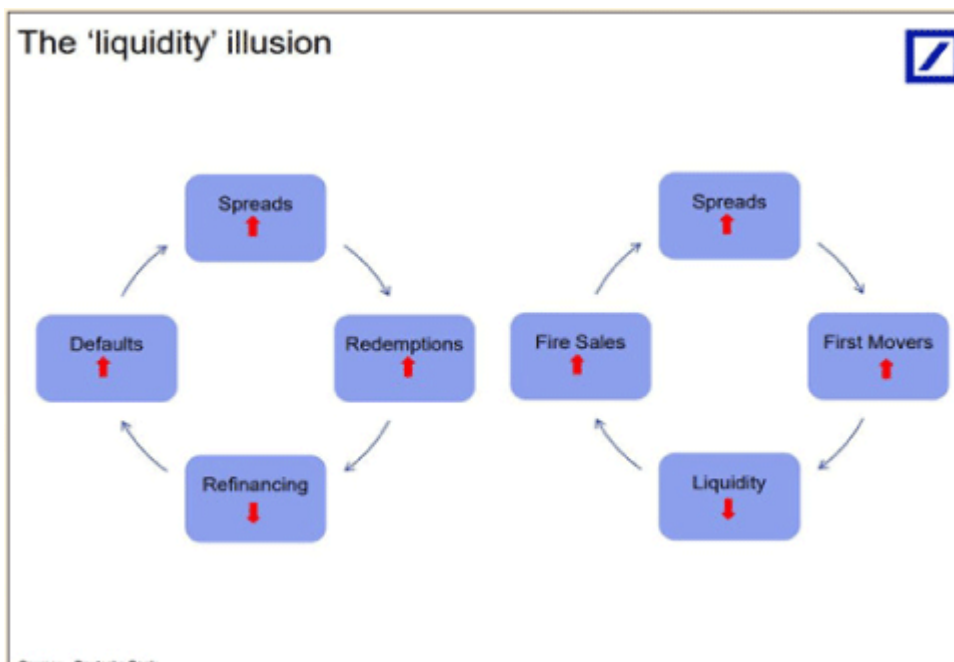 The ‘liquidity’ illusion
Spreads
Defaults
Redemptions
Refinancing
Spreads
Fire Sales
First Movers
Liquidity